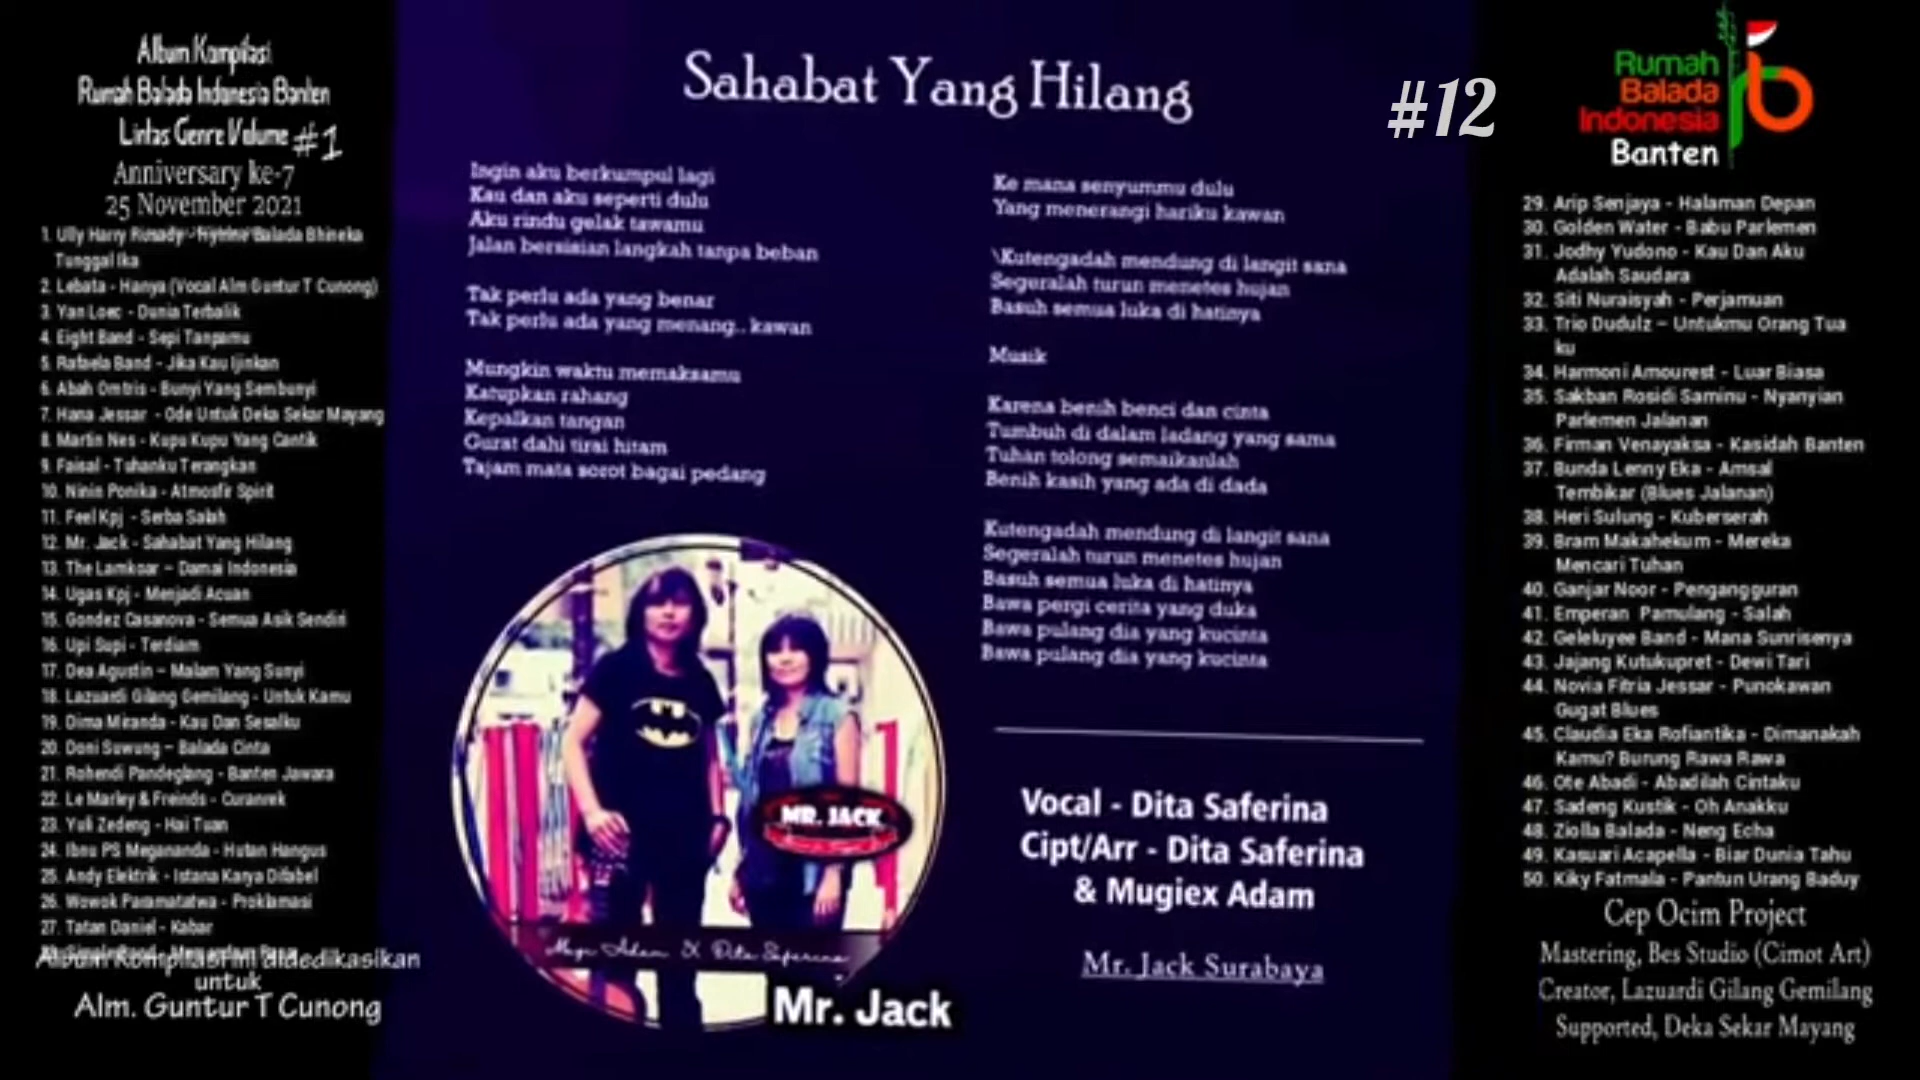 Album Kompilasi
Rumah Balada Indonesia Banten
Lintas Genre Volume #1
Anniversary ke-7
25 November 2021
1. Ully Harry Rusady - Hymne Balada Bhineka
Tunggal Ika
2. Lebata - Hanya (Vocal Alm Guntur T Cunong)
3. Yan Loec - Dunia Terbalik
4. Eight Band - Sepi Tanpamu
5. Rafaela Band - Jika Kau Ijinkan
6. Abah Omtris - Bunyi Yang Sembunyi
7. Hana Jessar - Ode Untuk Deka Sekar Mayang
8. Martin Nes - Kupu Kupu Yang Cantik
9. Faisal - Tuhanku Terangkan
10. Ninin Ponika - Atmosfir Spirit
11. Feel Kpj - Serba Salah
12. Mr. Jack - Sahabat Yang Hilang
13. The Lamkoar – Damai Indonesia
14. Ugas Kpj - Menjadi Acuan
15. Gondez Casanova - Semua Asik Sendiri
16. Upi Supi - Terdiam
17. Dea Agustin – Malam Yang Sunyi
18. Lazuardi Gilang Gemilang - Untuk Kamu
19. Dima Miranda - Kau Dan Sesalku
20. Doni Suwung – Balada Cinta
21. Rohendi Pandeglang - Banten Jawara
22. Le Marley & Freinds - Curanrek
23. Yuli Zedeng - Hai Tuan
24. Ibnu PS Megananda - Hutan Hangus
25. Andy Elektrik - Istana Karya Difabel
26. Wowok Paramatatwa - Proklamasi
27. Tatan Daniel - Kabar
Album Kompilasi ini didedikasikan
untuk
Alm. Guntur T Cunong
Sahabat Yang Hilang
#12
Ingin aku berkumpul lagi
Kau dan aku seperti dulu
Aku rindu gelak tawamu
Jalan bersisian langkah tanpa beban
Tak perlu ada yang benar
Tak perlu ada yang menang.. kawan
Mungkin waktu memaksamu
Katupkan rahang
Kepalkan tangan
Gurat dahi tirai hitam
Tajam mata sorot bagai pedang
Ke mana senyummu dulu
Yang menerangi hariku kawan
\Kutengadah mendung di langit sana
Segeralah turun menetes hujan
Basuh semua luka di hatinya
Musik
Karena benih benci dan cinta
Tumbuh di dalam ladang yang sama
Tuhan tolong semaikanlah
Benih kasih yang ada di dada
Kutengadah mendung di langit sana
Segeralah turun menetes hujan
Basuh semua luka di hatinya
Bawa pergi cerita yang duka
Bawa pulang dia yang kucinta
Bawa pulang dia yang kucinta
MR. JACK
Mugi Adam & Dita Saferina
Mr. Jack
Vocal - Dita Saferina
Cipt/Arr - Dita Saferina
& Mugiex Adam
Mr. Jack Surabaya
Rumah
Balada
Indonesia
Banten
rb
29. Arip Senjaya - Halaman Depan
30. Golden Water - Babu Parlemen
31. Jodhy Yudono - Kau Dan Aku
Adalah Saudara
32. Siti Nuraisyah - Perjamuan
33. Trio Dudulz – Untukmu Orang Tua
ku
34. Harmoni Amourest - Luar Biasa
35. Sakban Rosidi Saminu - Nyanyian
Parlemen Jalanan
36. Firman Venayaksa - Kasidah Banten
37. Bunda Lenny Eka - Amsal
Tembikar (Blues Jalanan)
38. Heri Sulung - Kuberserah
39. Bram Makahekum - Mereka
Mencari Tuhan
40. Ganjar Noor - Pengangguran
41. Emperan Pamulang - Salah
42. Geleluyee Band - Mana Sunrisenya
43. Jajang Kutukupret - Dewi Tari
44. Novia Fitria Jessar - Punokawan
Gugat Blues
45. Claudia Eka Rofiantika - Dimanakah
Kamu? Burung Rawa Rawa
46. Ote Abadi - Abadilah Cintaku
47. Sadeng Kustik - Oh Anakku
48. Ziolla Balada - Neng Echa
49. Kasuari Acapella - Biar Dunia Tahu
50. Kiky Fatmala - Pantun Urang Baduy
Cep Ocim Project
Mastering, Bes Studio (Cimot Art)
Creator, Lazuardi Gilang Gemilang
Supported, Deka Sekar Mayang